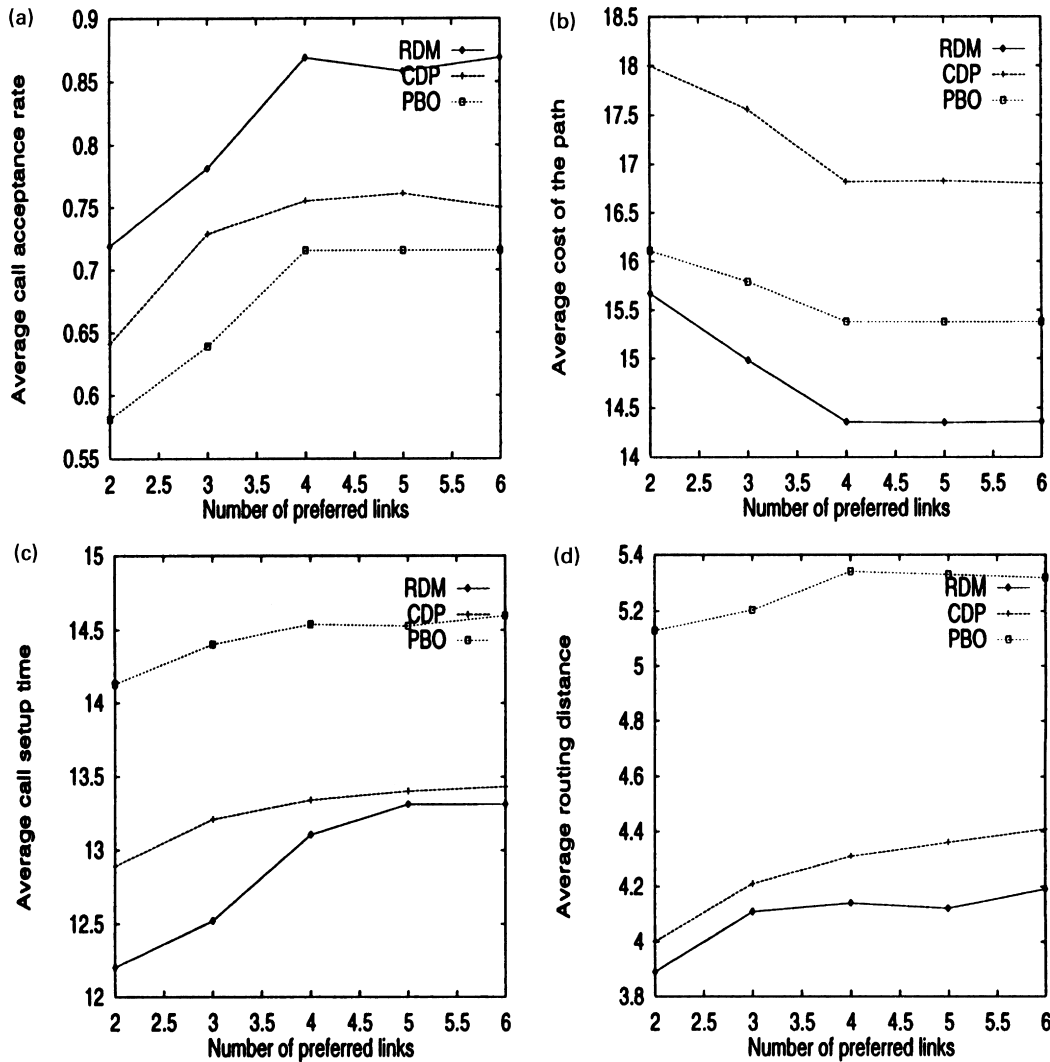 (a)
0.9
0.85
0.8
0.75
0.7
0.65
0.6
0.55
Average call acceptance rate
RDM
CDP
PBO
2 2.5 3 3.5 4 4.5 5 5.5 6
Number of preferred links
(b)
18.5
18
17.5
17
16.5
16
15.5
15
14.5
14
Average cost of the path
RDM
CDP
PBO
2 2.5 3 3.5 4 4.5 5 5.5 6
Number of preferred links
(c)
15
14.5
14
13.5
13
12.5
12
Average call setup time
RDM
CDP
PBO
2 2.5 3 3.5 4 4.5 5 5.5 6
Number of preferred links
(d)
5.4
5.2
5
4.8
4.6
4.4
4.2
4
3.8
Average routing distance
RDM
CDP
PBO
2 2.5 3 3.5 4 4.5 5 5.5 6
Number of preferred links